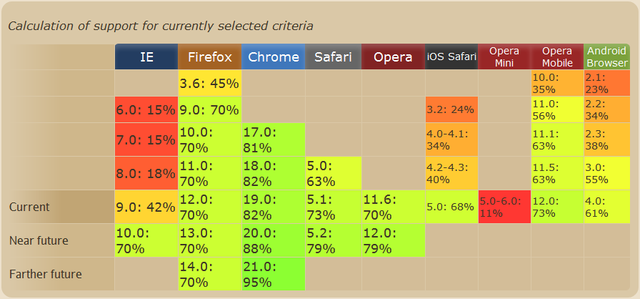 Calculation of support for currently selected criteria
IE Firefox Chrome Safari Opera iOS Safari Opera Mini Opera Mobile Android Browser
3.6: 45% 10.0: 35% 2.1: 23%
6.0: 15% 9.0: 70% 3.2: 24% 11.0: 56% 2.2: 34%
7.0: 15% 10.0: 70% 17.0: 81% 4.0-4.1: 34% 11.1: 63% 2.3: 38%
8.0: 18% 11.0: 70% 18.0: 82% 5.0: 63% 4.2-4.3: 40% 11.5: 63% 3.0: 55%
Current 9.0: 42% 12.0: 70% 19.0: 82% 5.1: 73% 11.6: 70% 5.0: 68% 5.0-6.0: 11% 12.0: 73% 4.0: 61%
Near future 10.0: 70% 13.0: 70% 20.0: 88% 5.2: 79% 12.0: 79%
Farther future 14.0: 70% 21.0: 95%